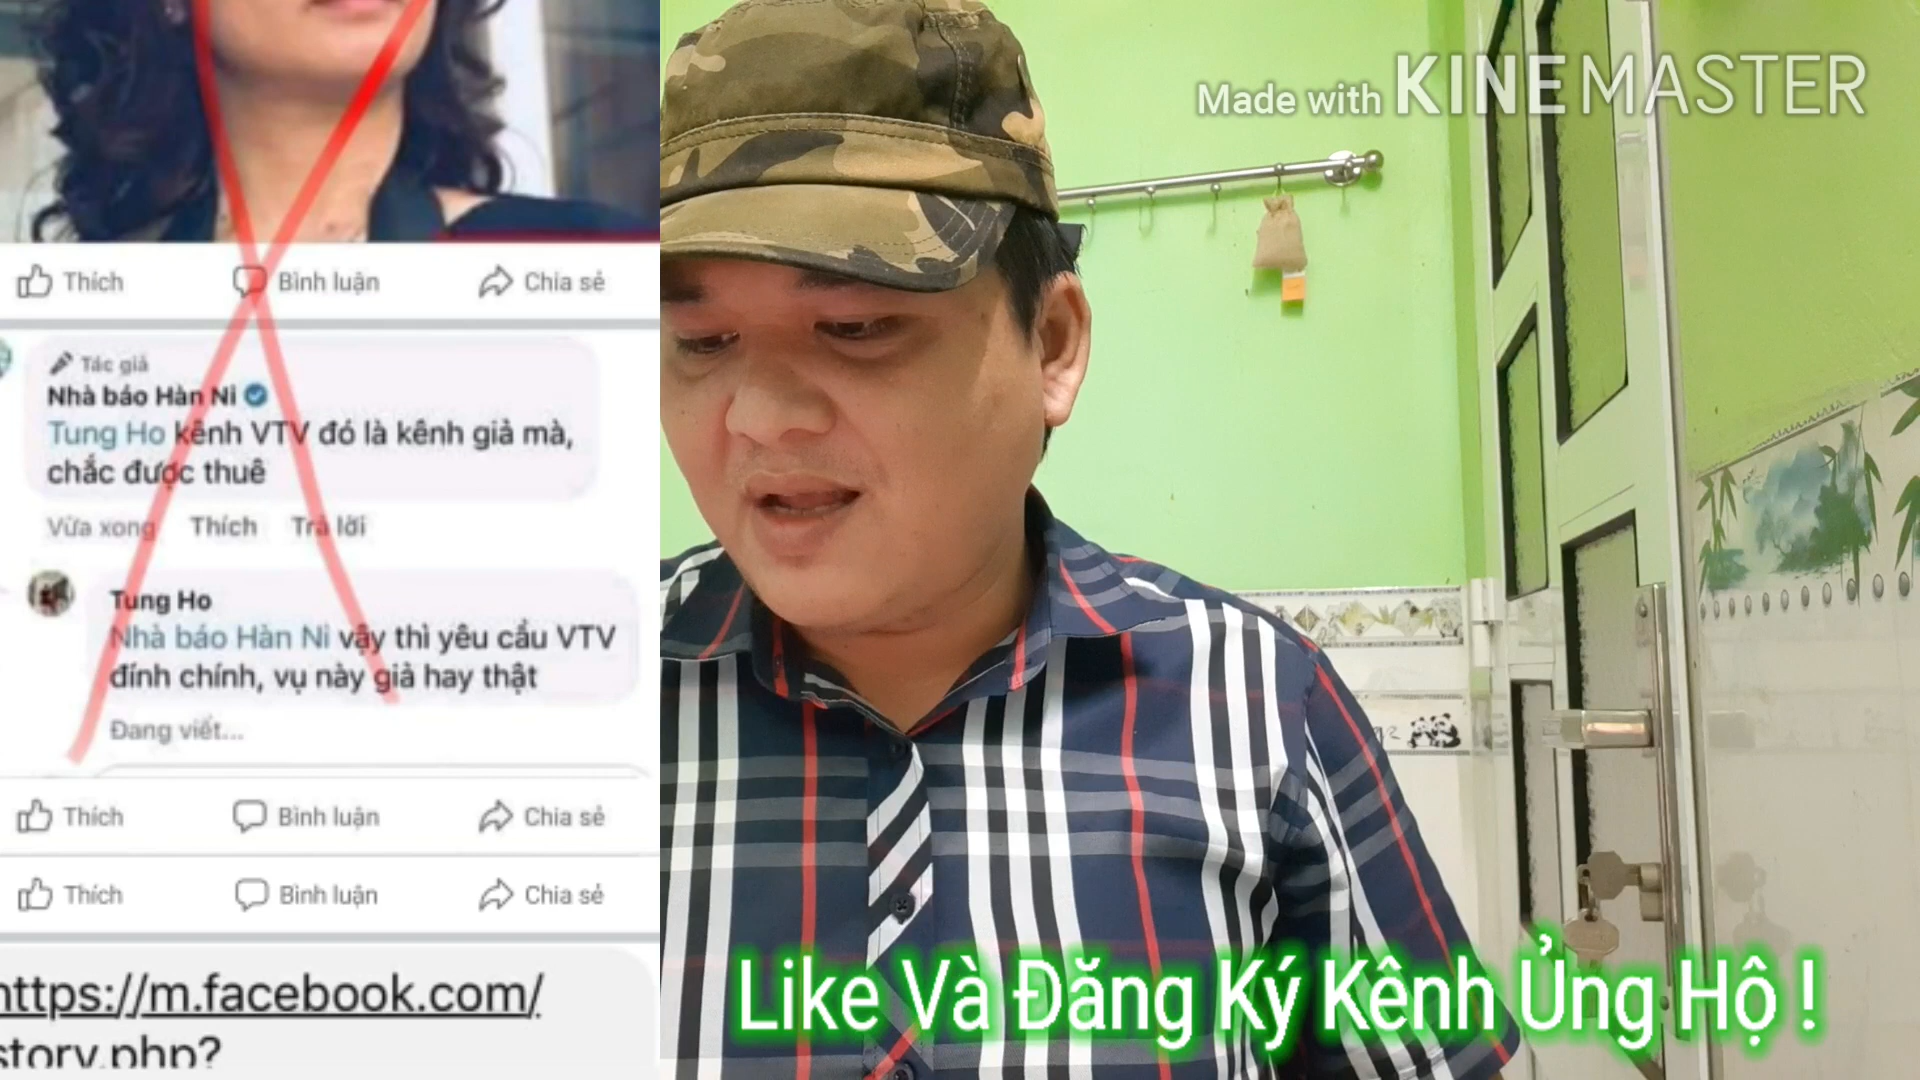 Made with KINEMASTER
Thích Bình luận Chia sẻ
Tác giả
Nhà báo Hàn Ni
Tung Ho kênh VTV đó là kênh giả mà,
chắc được thuê
Vừa xong Thích Trả lời
Tung Ho
Nhà báo Hàn Ni vậy thì yêu cầu VTV
đính chính, vụ này giả hay thật
Đang viết...
Thích Bình luận Chia sẻ
Thích Bình luận Chia sẻ
https://m.facebook.com/
story.php?
Like Và Đăng Ký Kênh Ủng Hộ !